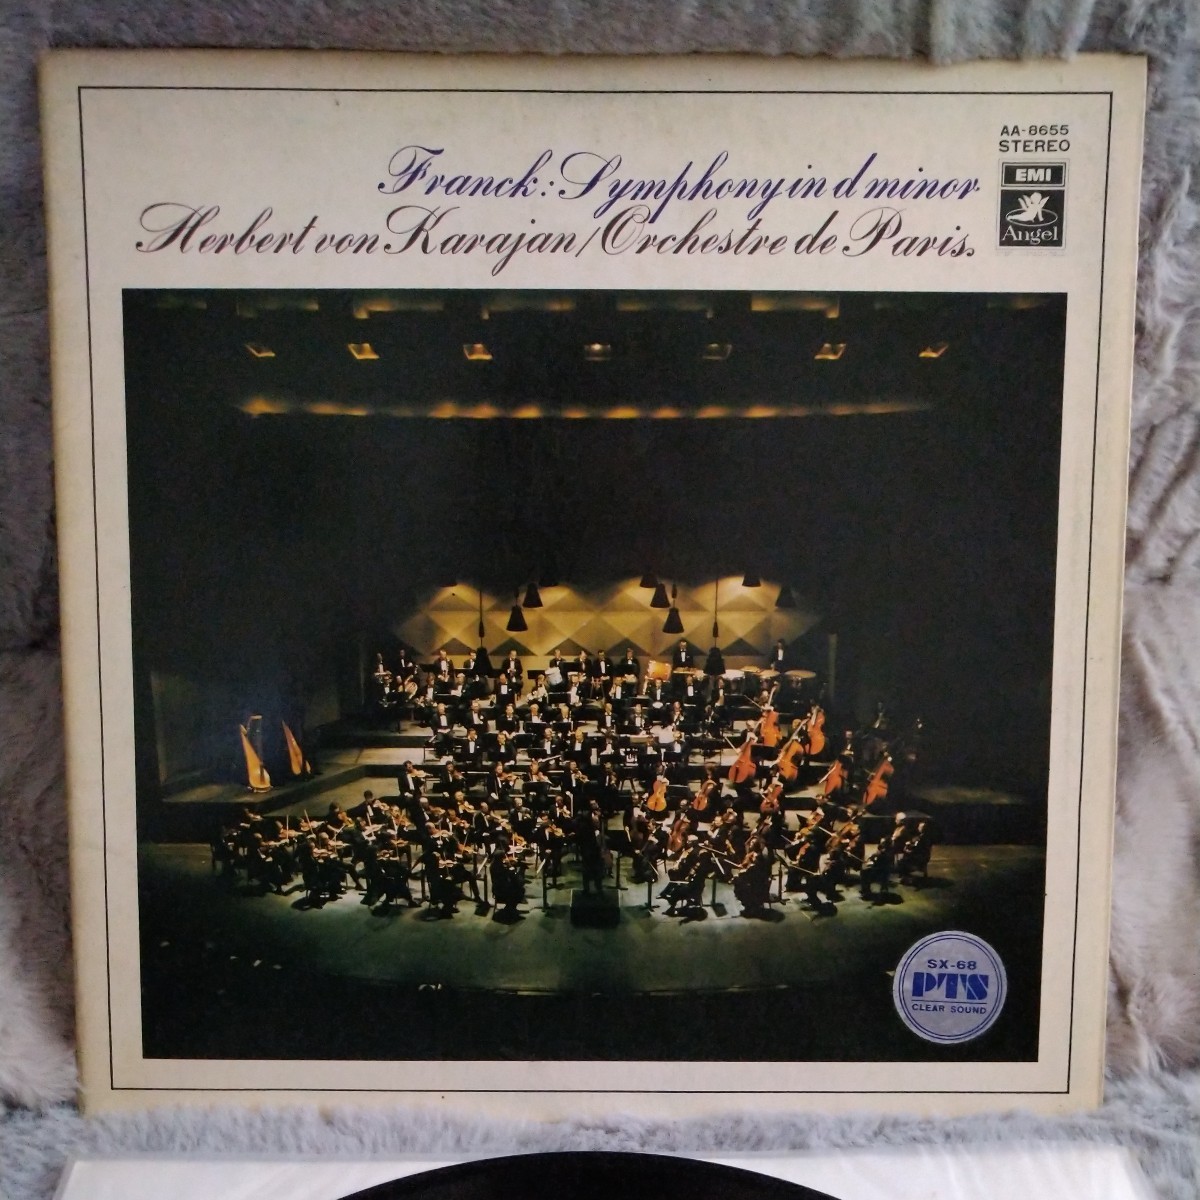 AA-8655
STEREO
EMI
Angel
Franck: Symphony in d minor
Herbert von Karajan/Orchestre de Paris.
SX-68
PTS
CLEAR SOUND